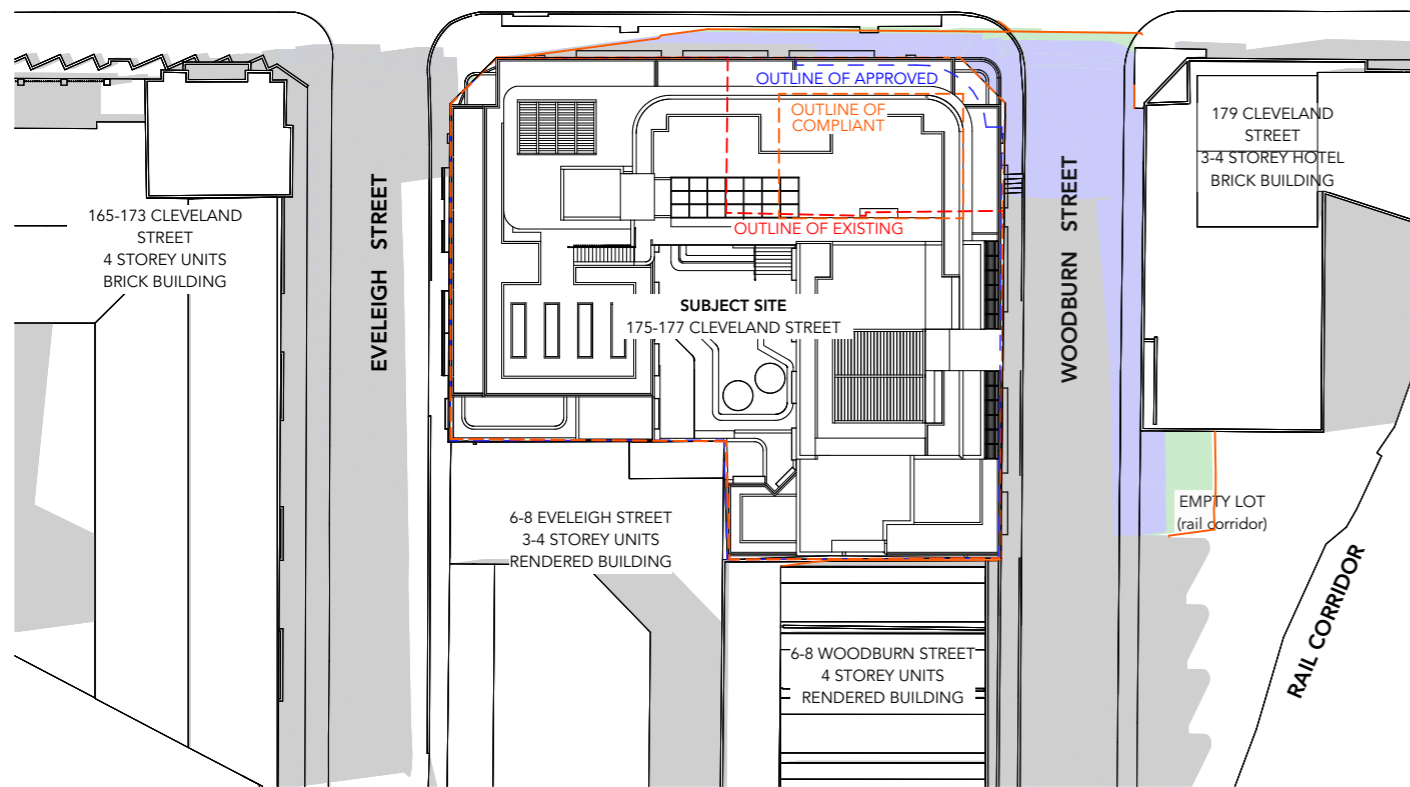 OUTLINE OF APPROVED
OUTLINE OF
COMPLIANT
179 CLEVELAND
STREET
3-4 STOREY HOTEL
BRICK BUILDING
165-173 CLEVELAND
STREET
4 STOREY UNITS
BRICK BUILDING
EVELEIGH STREET
OUTLINE OF EXISTING
WOODBURN STREET
SUBJECT SITE
175-177 CLEVELAND STREET
6-8 EVELEIGH STREET
3-4 STOREY UNITS
RENDERED BUILDING
EMPTY LOT
(rail corridor)
6-8 WOODBURN STREET
4 STOREY UNITS
RENDERED BUILDING
RAIL CORRIDOR